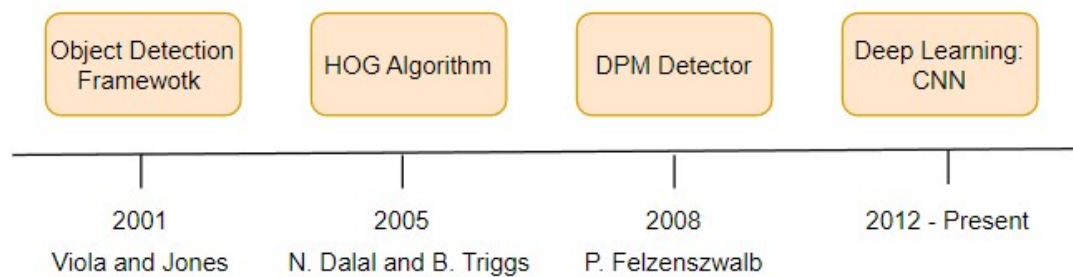 Object Detection
Framewotk
HOG Algorithm
DPM Detector
Deep Learning:
CNN
2001
2005
2008
2012 - Present
Viola and Jones
N. Dalal and B. Triggs
P. Felzenszwalb